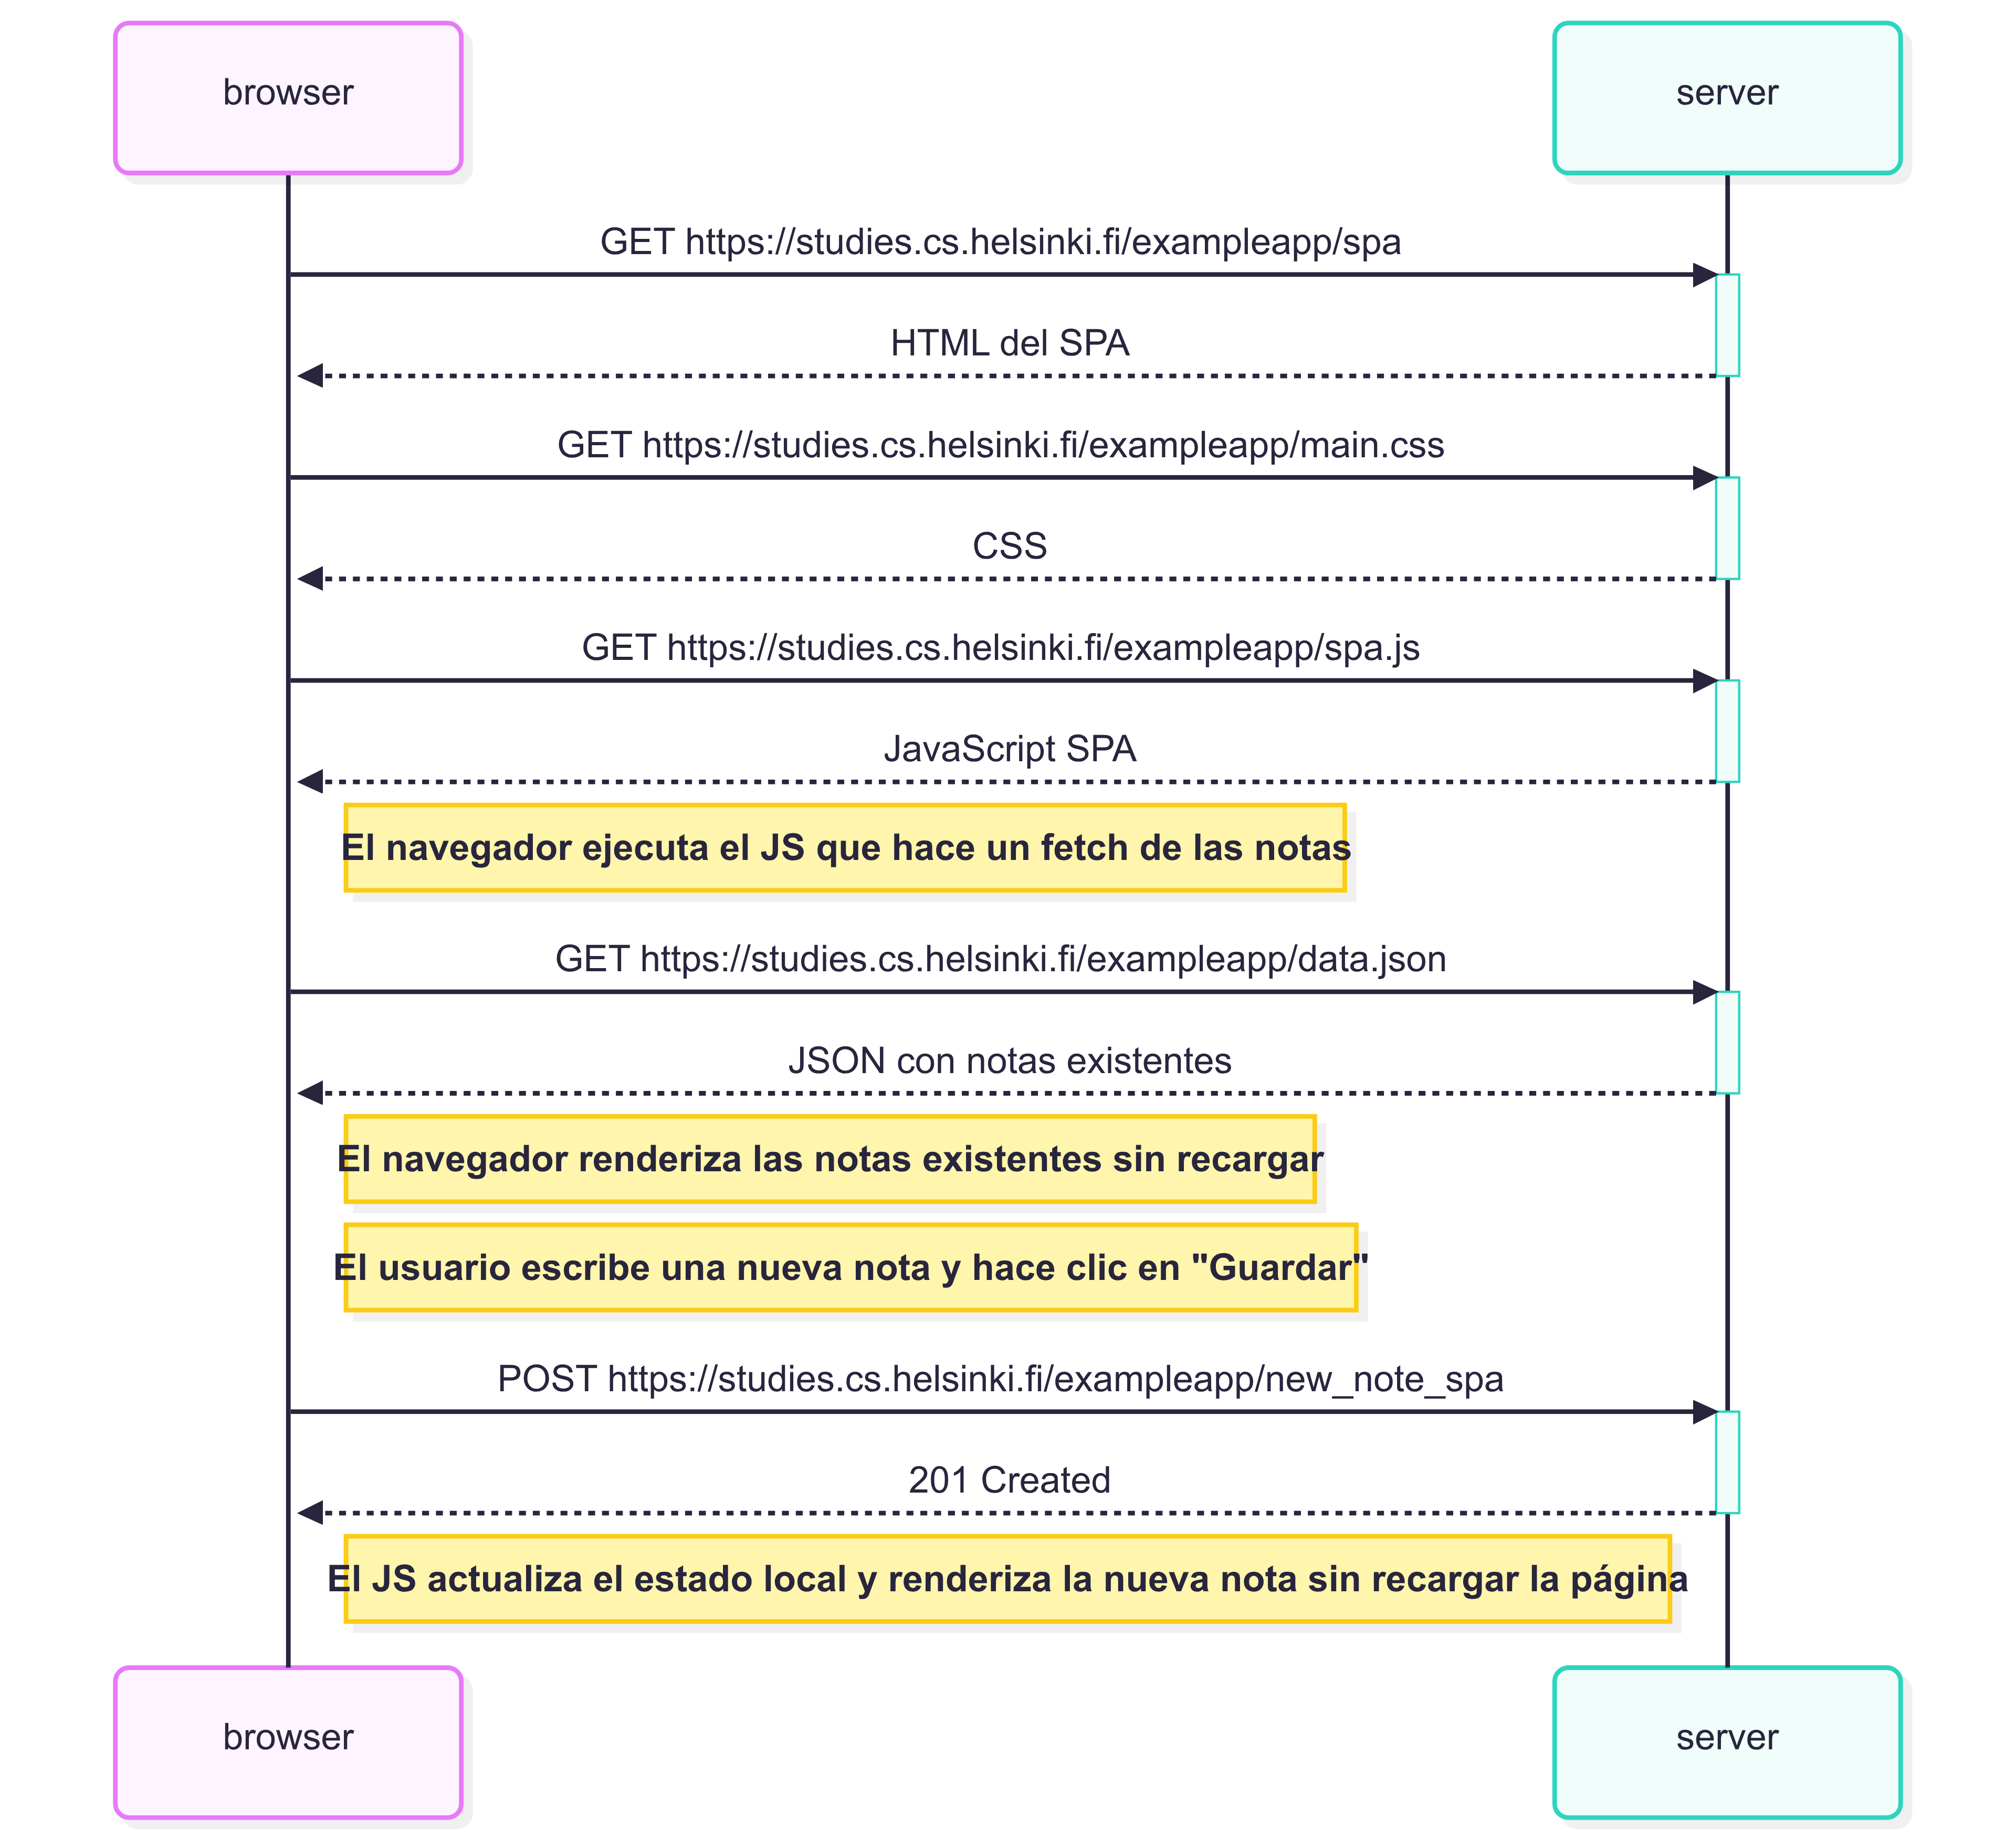 browser
server
GET https://studies.cs.helsinki.fi/exampleapp/spa
HTML del SPA
GET https://studies.cs.helsinki.fi/exampleapp/main.css
CSS
GET https://studies.cs.helsinki.fi/exampleapp/spa.js
JavaScript SPA
El navegador ejecuta el JS que hace un fetch de las notas
GET https://studies.cs.helsinki.fi/exampleapp/data.json
JSON con notas existentes
El navegador renderiza las notas existentes sin recargar
El usuario escribe una nueva nota y hace clic en "Guardar"
POST https://studies.cs.helsinki.fi/exampleapp/new_note_spa
201 Created
El JS actualiza el estado local y renderiza la nueva nota sin recargar la página
browser
server